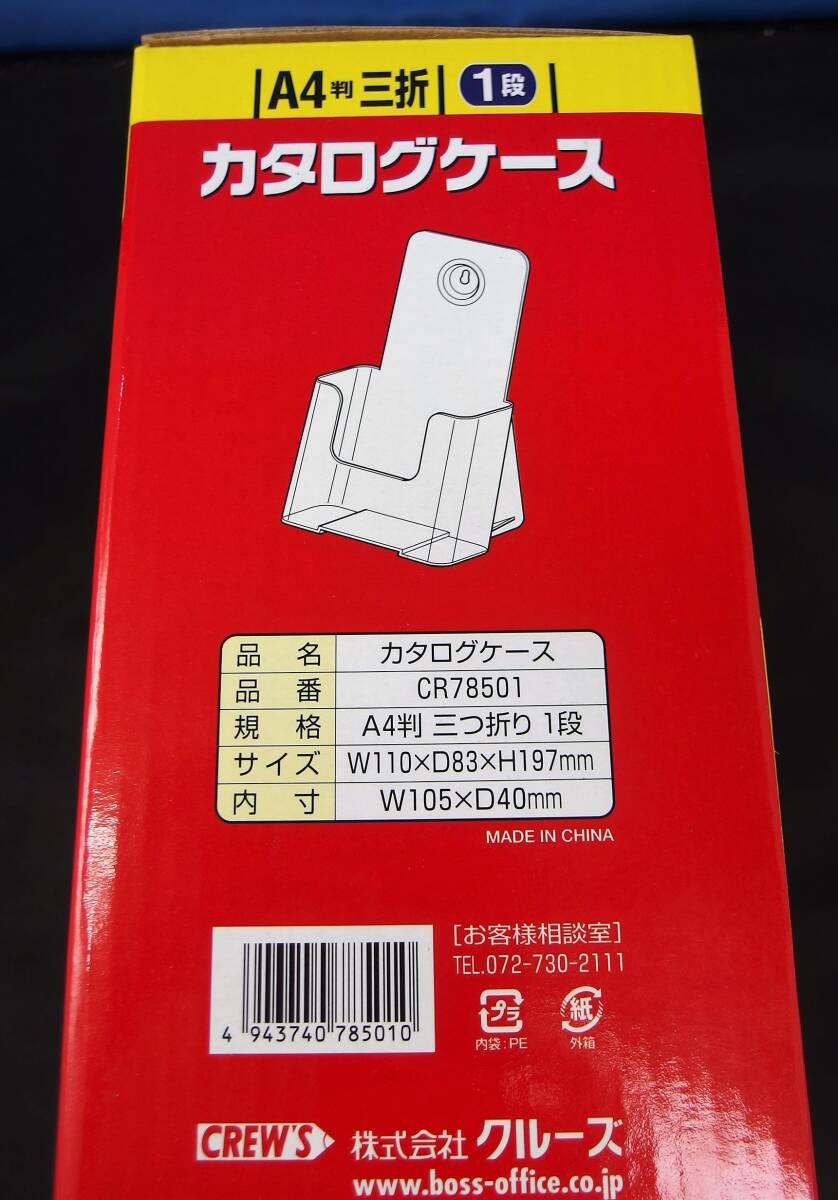 A4判 三折 1段
カタログケース
品名 カタログケース
品番 CR78501
規格 A4判 三つ折り 1段
サイズ W110×D83×H197mm
内寸 W105×D40mm
MADE IN CHINA
[お客様相談室]
TEL.072-730-2111
プラ 紙
内袋:PE 外箱
4 943740 785010
CREW'S 株式会社 クルーズ
www.boss-office.co.jp